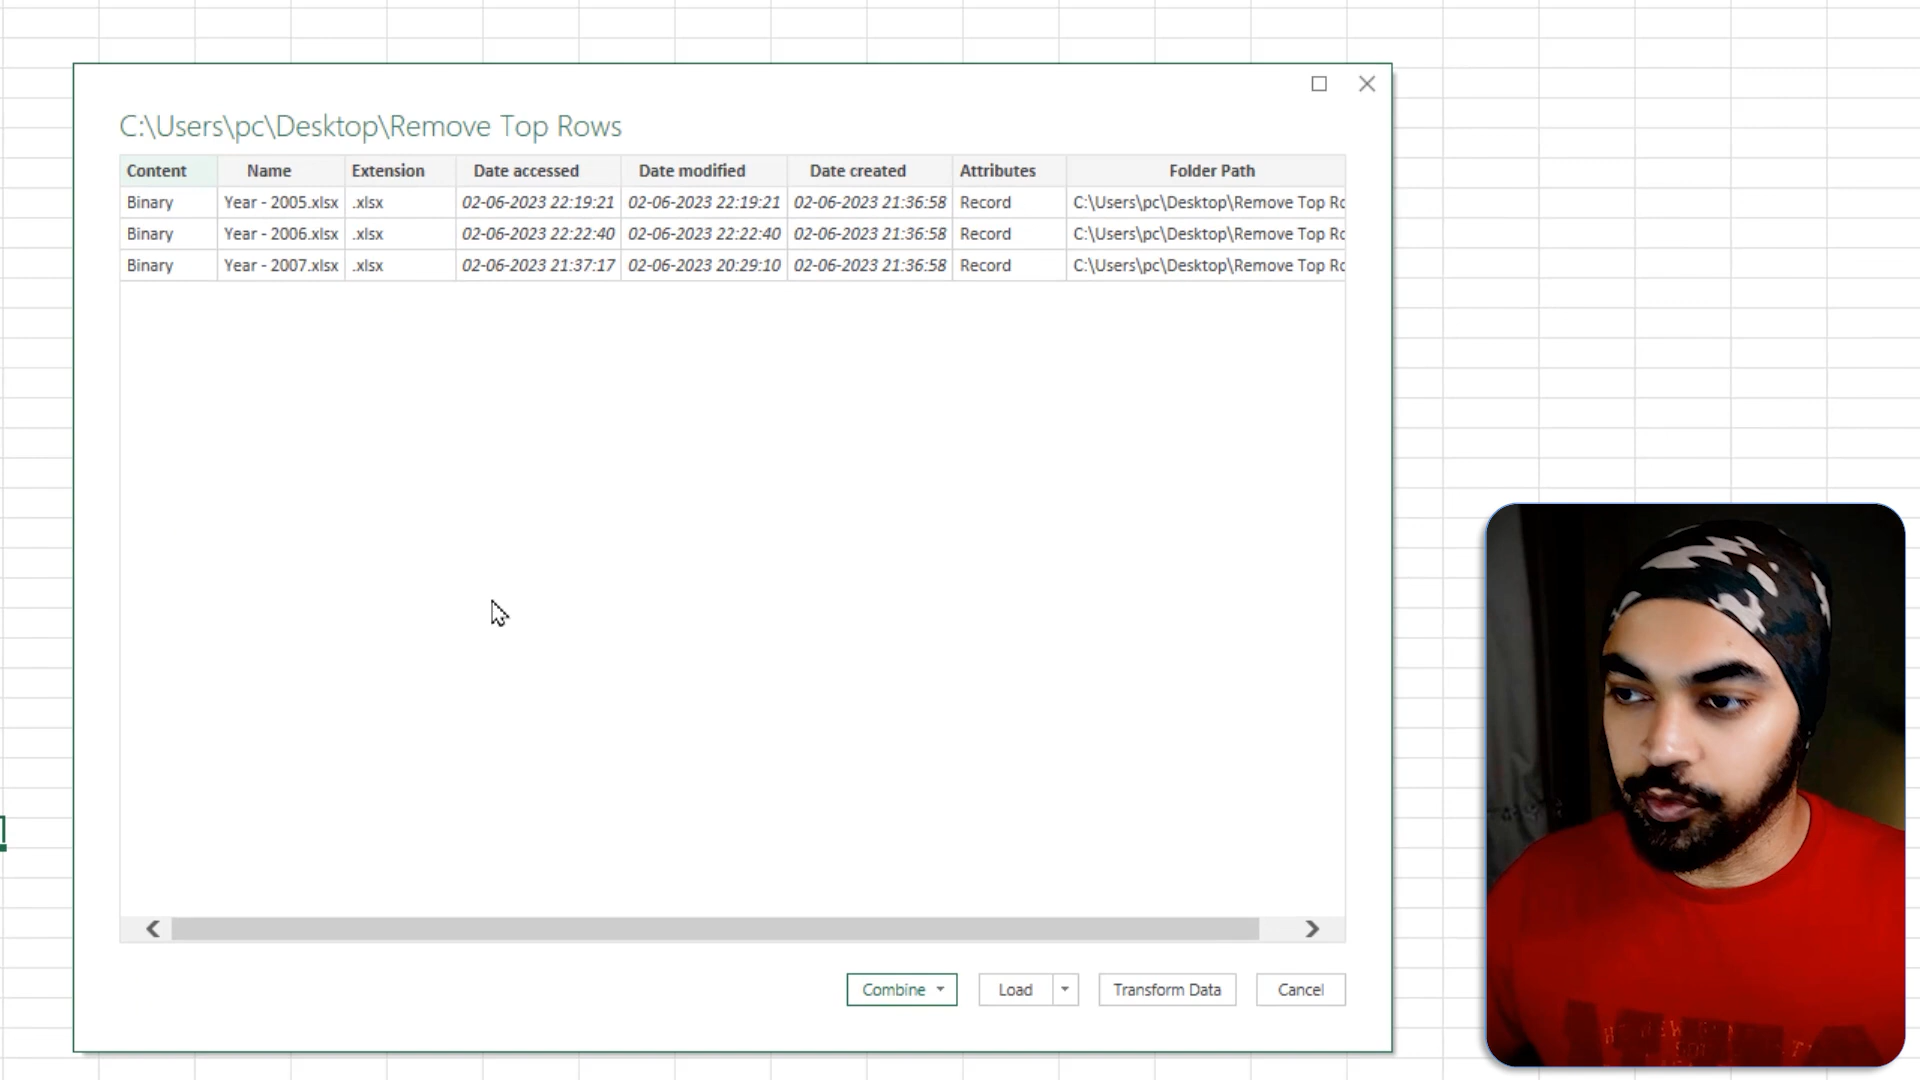 C:\Users\pc\Desktop\Remove Top Rows
Content Name Extension Date accessed Date modified Date created Attributes Folder Path
Binary Year - 2005.xlsx .xlsx 02-06-2023 22:19:21 02-06-2023 22:19:21 02-06-2023 21:36:58 Record C:\Users\pc\Desktop\Remove Top Ro
Binary Year - 2006.xlsx .xlsx 02-06-2023 22:22:40 02-06-2023 22:22:40 02-06-2023 21:36:58 Record C:\Users\pc\Desktop\Remove Top Ro
Binary Year - 2007.xlsx .xlsx 02-06-2023 21:37:17 02-06-2023 20:29:10 02-06-2023 21:36:58 Record C:\Users\pc\Desktop\Remove Top Ro
Combine Load Transform Data Cancel